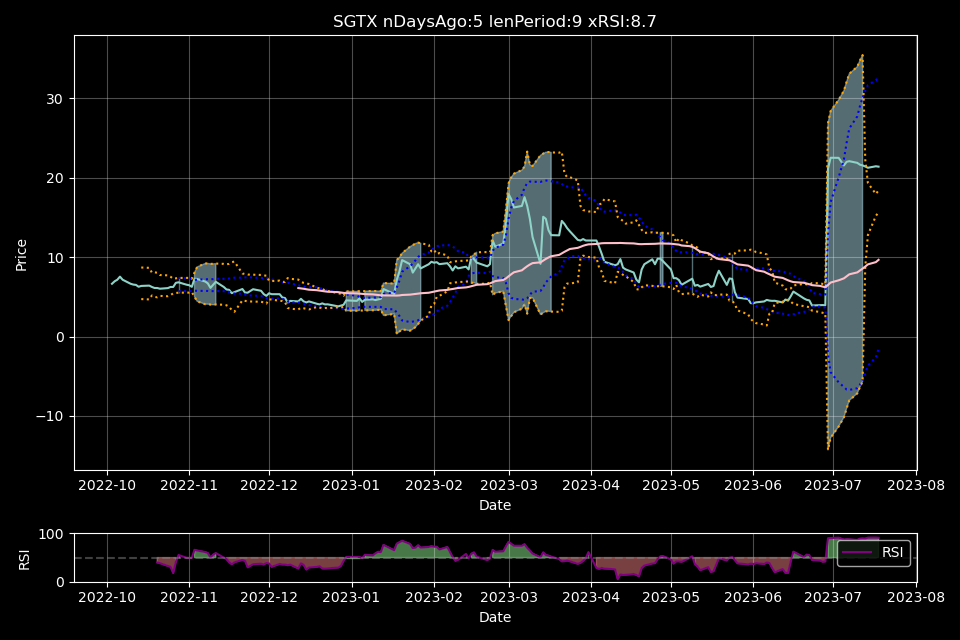 SGTX nDaysAgo:5 lenPeriod:9 xRSI:8.7
Price
30
20
10
0
−10
2022-10 2022-11 2022-12 2023-01 2023-02 2023-03 2023-04 2023-05 2023-06 2023-07 2023-08
Date
RSI
100
0
RSI
2022-10 2022-11 2022-12 2023-01 2023-02 2023-03 2023-04 2023-05 2023-06 2023-07 2023-08
Date